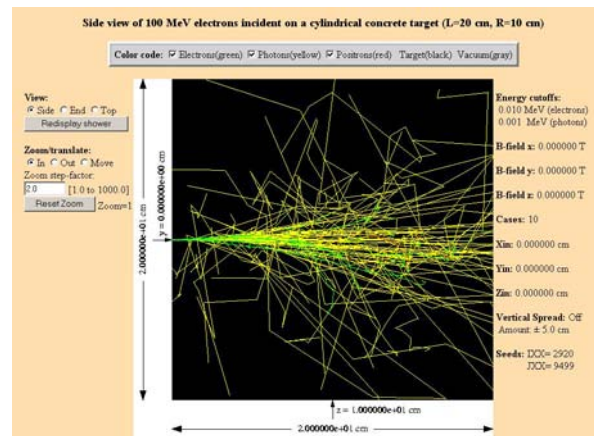 Side view of 100 MeV electrons incident on a cylindrical concrete target (L=20 cm, R=10 cm)
Color code: Electrons(green) Photons(yellow) Positrons(red) Target(black) Vacuum(gray)
View:
Side End Top
Redisplay shower
Zoom/translate:
In Out Move
Zoom step-factor:
2.0 [1.0 to 1000.0]
Reset Zoom Zoom=1
2.000000e+01 cm
y = 0.000000e+00 cm
z = 1.000000e+01 cm
2.000000e+01 cm
Energy cutoffs:
0.010 MeV (electrons)
0.001 MeV (photons)
B-field x: 0.000000 T
B-field y: 0.000000 T
B-field z: 0.000000 T
Cases: 10
Xin: 0.000000 cm
Yin: 0.000000 cm
Zin: 0.000000 cm
Vertical Spread: Off
Amount: ± 5.0 cm
Seeds: IXX= 2920
JXX= 9499